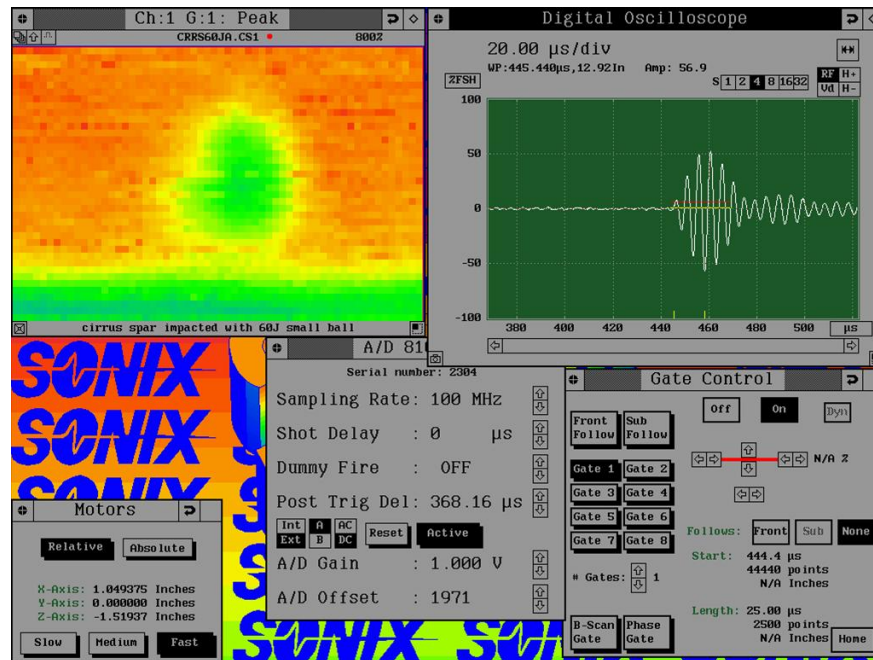 Ch:1 G:1: Peak
CRRS60JA.CS1
800%
cirrus spar impacted with 60J small ball
Digital Oscilloscope
20.00 µs/div
WP:445.440µs,12.92In Amp: 56.9
%FSH
S 1 2 4 8 16 32
RF H+
Vd H-
100
50
0
-50
-100
380 400 420 440 460 480 500 µs
SONIX
SONIX
SONIX
SONIX
A/D 81
Serial number: 2304
Sampling Rate: 100 MHz
Shot Delay : 0 µs
Dummy Fire : OFF
Post Trig Del: 368.16 µs
Int A AC
Ext B DC
Reset
Active
A/D Gain : 1.000 V
A/D Offset : 1971
Motors
Relative Absolute
X-Axis: 1.049375 Inches
Y-Axis: 0.000000 Inches
Z-Axis: -1.51937 Inches
Slow Medium Fast
Gate Control
Off On Dyn
Front Follow
Sub Follow
N/A %
Gate 1 Gate 2
Gate 3 Gate 4
Gate 5 Gate 6
Gate 7 Gate 8
# Gates: 1
B-Scan Gate
Phase Gate
Follows: Front Sub None
Start: 444.4 µs
44440 points
N/A Inches
Length: 25.00 µs
2500 points
N/A Inches
Home